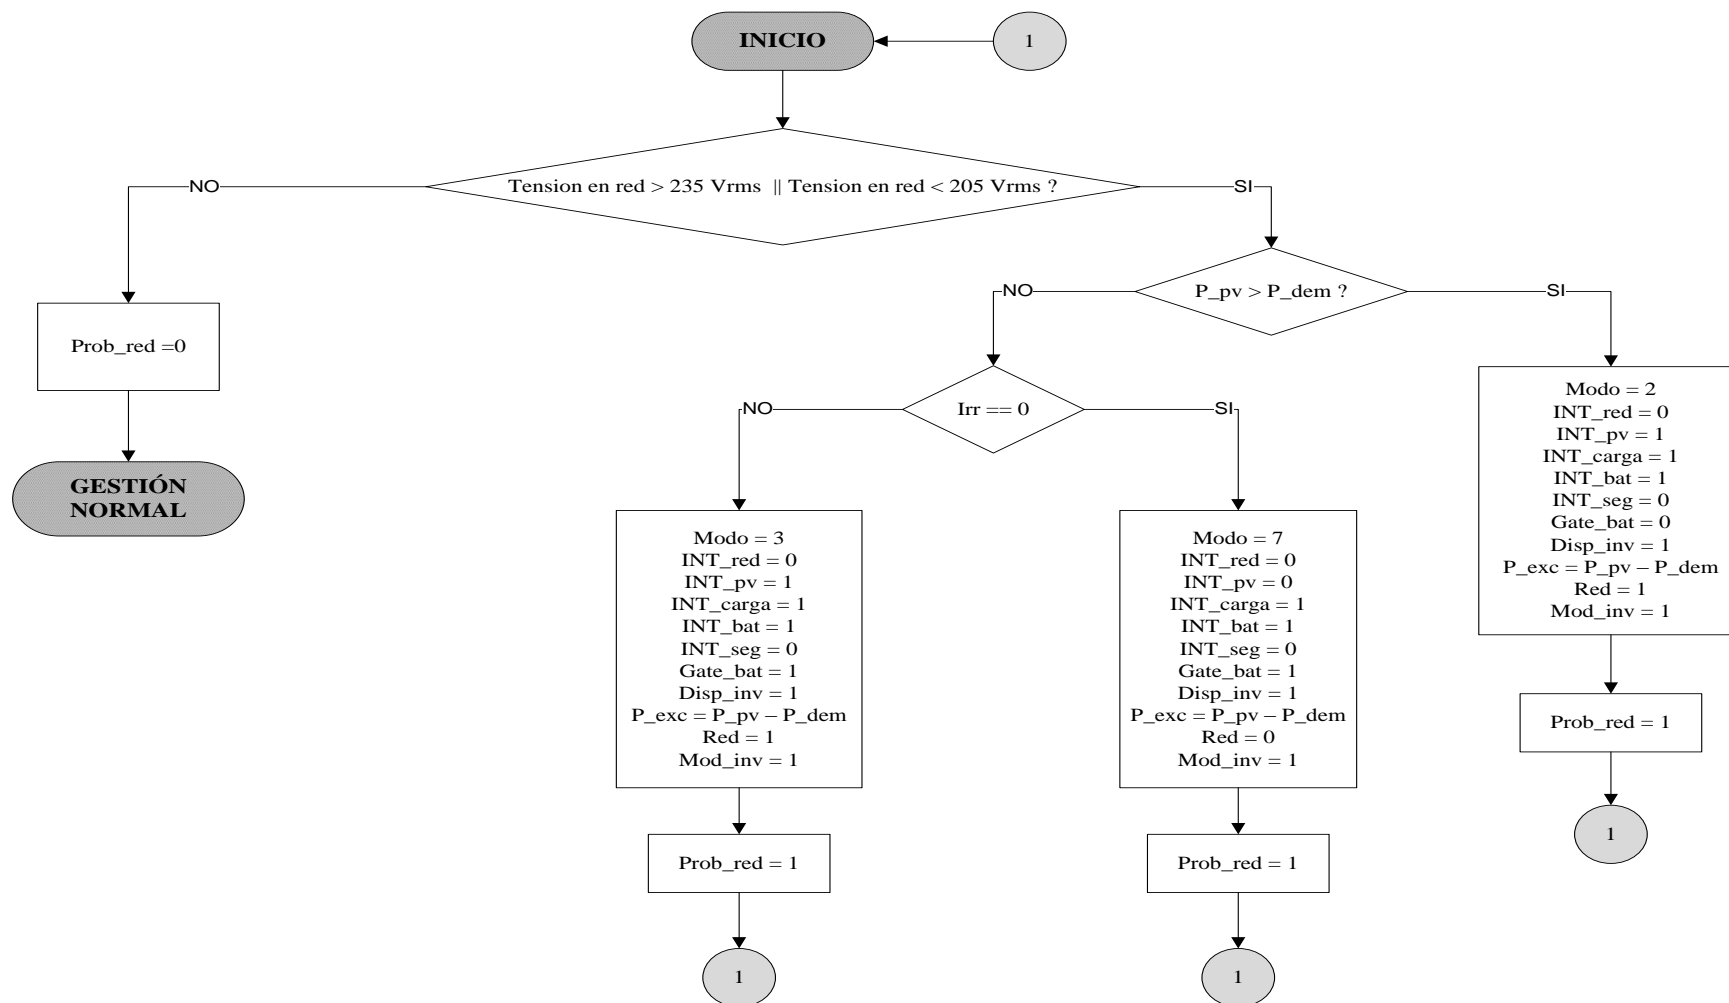 INICIO
1
Tension en red > 235 Vrms || Tension en red < 205 Vrms ?
NO
SI
Prob_red =0
GESTIÓN
NORMAL
P_pv > P_dem ?
NO
SI
Irr == 0
NO
SI
Modo = 3
INT_red = 0
INT_pv = 1
INT_carga = 1
INT_bat = 1
INT_seg = 0
Gate_bat = 1
Disp_inv = 1
P_exc = P_pv – P_dem
Red = 1
Mod_inv = 1
Prob_red = 1
1
Modo = 7
INT_red = 0
INT_pv = 0
INT_carga = 1
INT_bat = 1
INT_seg = 0
Gate_bat = 1
Disp_inv = 1
P_exc = P_pv – P_dem
Red = 0
Mod_inv = 1
Prob_red = 1
1
Modo = 2
INT_red = 0
INT_pv = 1
INT_carga = 1
INT_bat = 1
INT_seg = 0
Gate_bat = 0
Disp_inv = 1
P_exc = P_pv – P_dem
Red = 1
Mod_inv = 1
Prob_red = 1
1